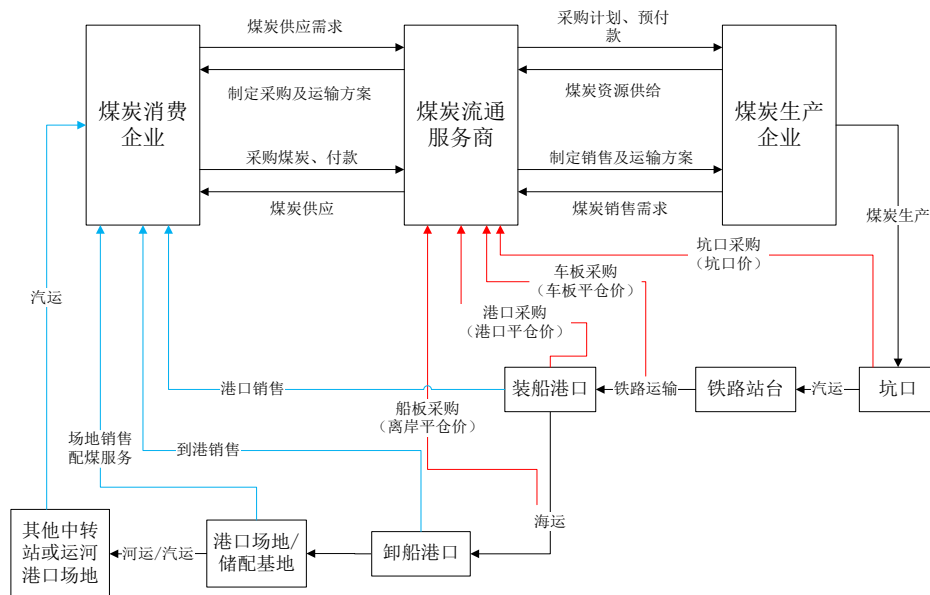 煤炭供应需求
采购计划、预付
款
制定采购及运输方案
煤炭资源供给
煤炭消费
企业
煤炭流通
服务商
煤炭生产
企业
采购煤炭、付款
制定销售及运输方案
煤炭供应
煤炭销售需求
煤炭生产
坑口采购
（坑口价）
车板采购
（车板平仓价）
汽运
港口采购
（港口平仓价）
港口销售
船板采购
（离岸平仓价）
装船港口
铁路运输
铁路站台
汽运
坑口
场地销售
配煤服务
到港销售
海运
其他中转
站或运河
港口场地
河运/汽运
港口场地/
储配基地
卸船港口